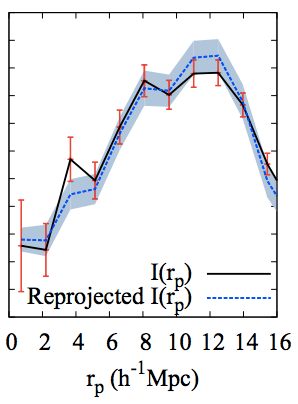 I(rp)
Reprojected I(rp)
0 2 4 6 8 10 12 14 16
rp (h-1Mpc)